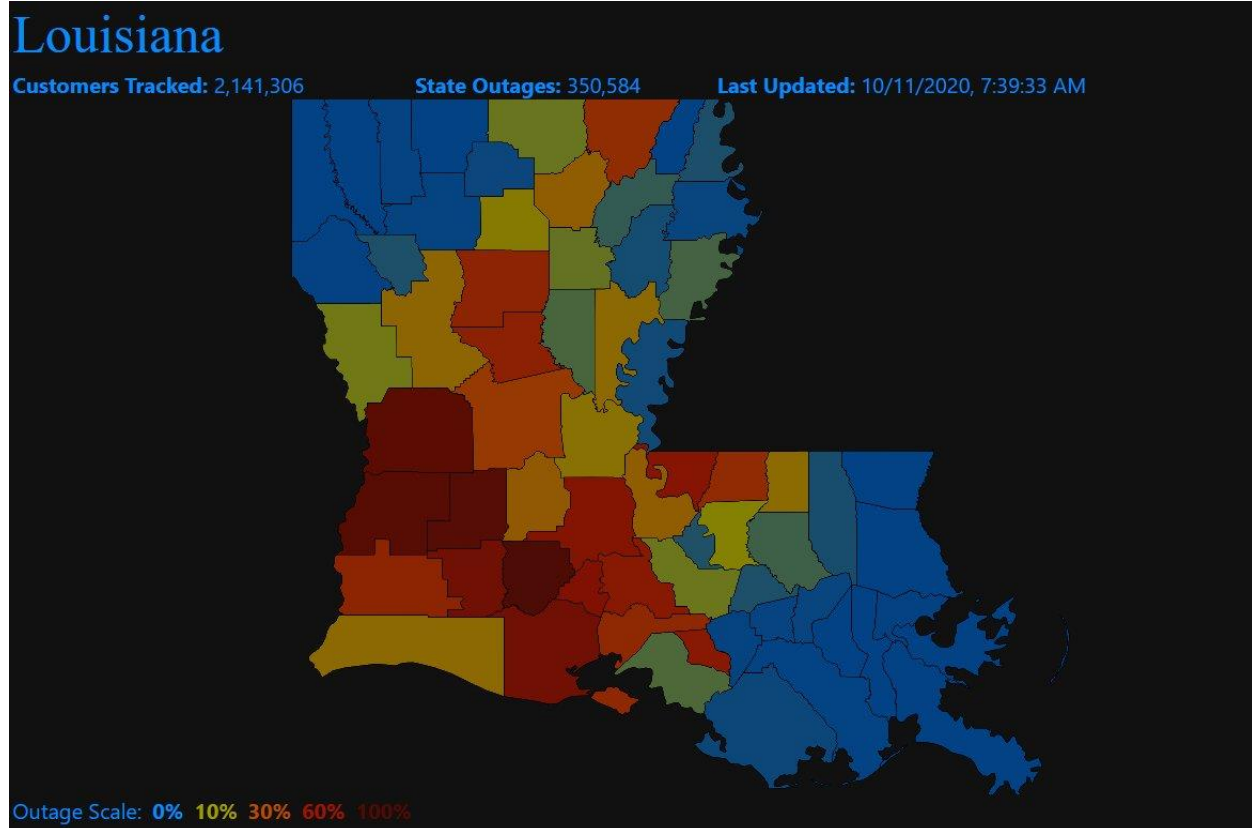 Louisiana
Customers Tracked: 2,141,306 State Outages: 350,584 Last Updated: 10/11/2020, 7:39:33 AM
Outage Scale: 0% 10% 30% 60% 100%